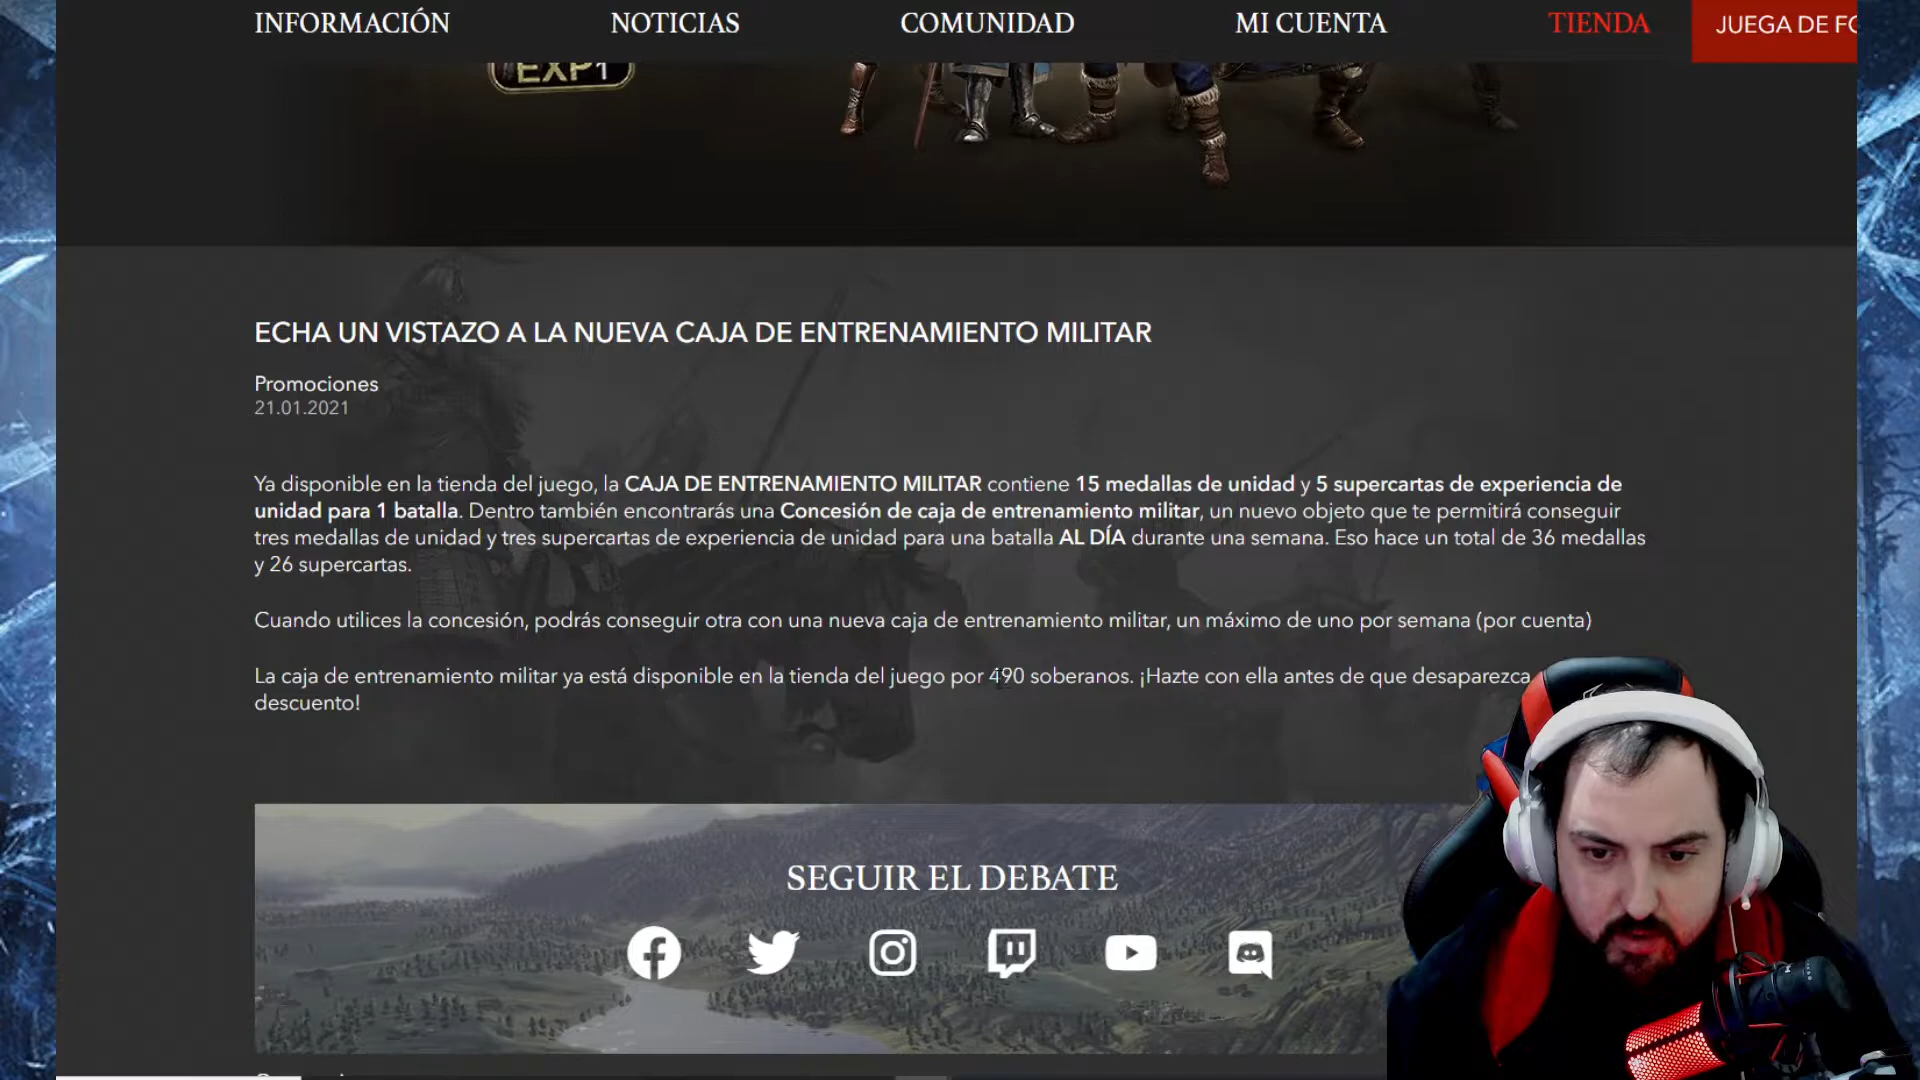 INFORMACIÓN NOTICIAS COMUNIDAD MI CUENTA TIENDA JUEGA DE FO
EXP1
ECHA UN VISTAZO A LA NUEVA CAJA DE ENTRENAMIENTO MILITAR
Promociones
21.01.2021
Ya disponible en la tienda del juego, la CAJA DE ENTRENAMIENTO MILITAR contiene 15 medallas de unidad y 5 supercartas de experiencia de
unidad para 1 batalla. Dentro también encontrarás una Concesión de caja de entrenamiento militar, un nuevo objeto que te permitirá conseguir
tres medallas de unidad y tres supercartas de experiencia de unidad para una batalla AL DÍA durante una semana. Eso hace un total de 36 medallas
y 26 supercartas.
Cuando utilices la concesión, podrás conseguir otra con una nueva caja de entrenamiento militar, un máximo de uno por semana (por cuenta)
La caja de entrenamiento militar ya está disponible en la tienda del juego por 490 soberanos. ¡Hazte con ella antes de que desaparezca
descuento!
SEGUIR EL DEBATE